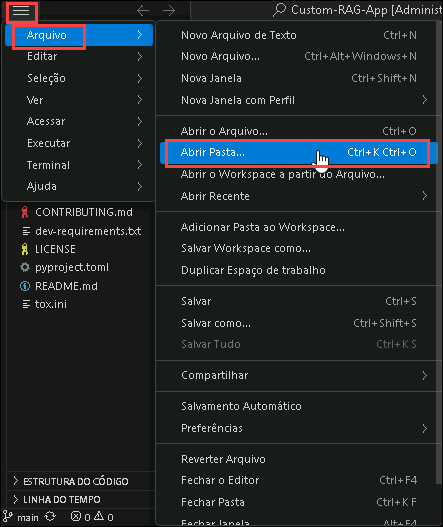 Custom-RAG-App [Administ
Arquivo
Editar
Seleção
Ver
Acessar
Executar
Terminal
Ajuda
Novo Arquivo de Texto Ctrl+N
Novo Arquivo... Ctrl+Alt+Windows+N
Nova Janela Ctrl+Shift+N
Nova Janela com Perfil
Abrir o Arquivo... Ctrl+O
Abrir Pasta... Ctrl+K Ctrl+O
Abrir o Workspace a partir do Arquivo...
Abrir Recente
Adicionar Pasta ao Workspace...
Salvar Workspace como...
Duplicar Espaço de trabalho
Salvar Ctrl+S
Salvar como... Ctrl+Shift+S
Salvar Tudo Ctrl+K S
Compartilhar
Salvamento Automático
Preferências
Reverter Arquivo
Fechar o Editor Ctrl+F4
Fechar Pasta Ctrl+K F
Fechar Janela Alt+F4
CONTRIBUTING.md
dev-requirements.txt
LICENSE
pyproject.toml
README.md
tox.ini
ESTRUTURA DO CÓDIGO
LINHA DO TEMPO
main 0 0